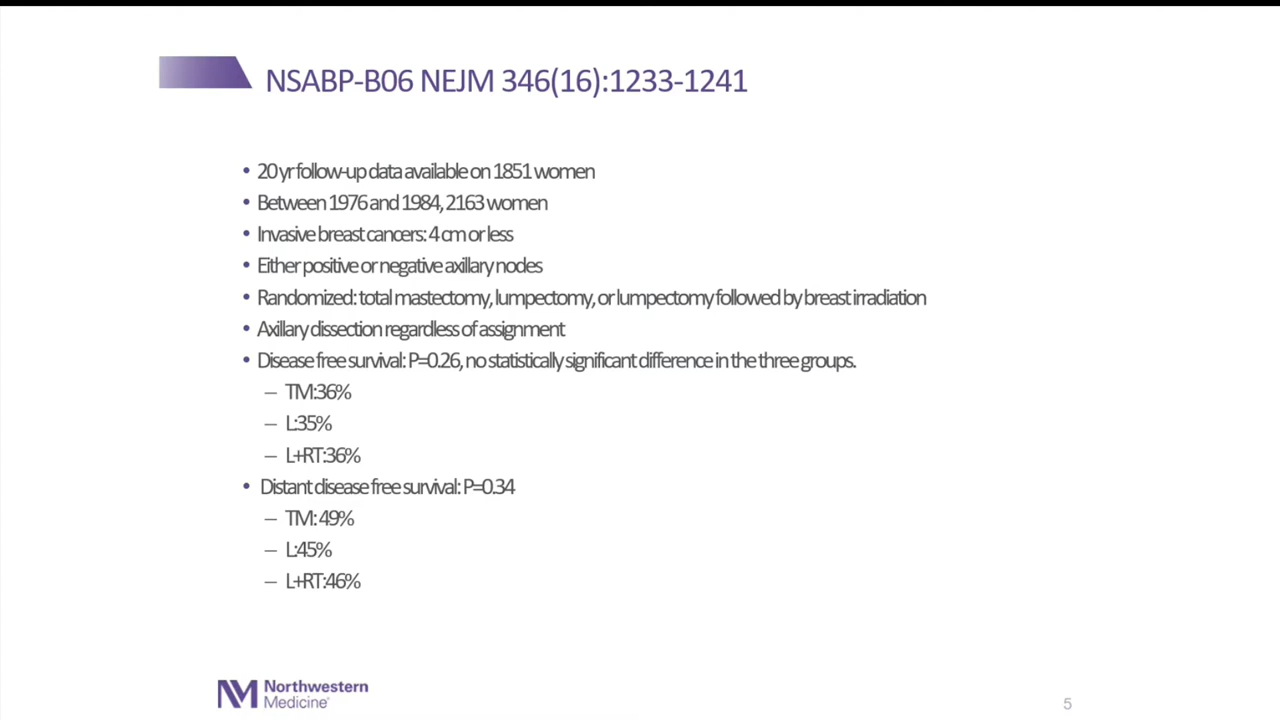 NSABP-B06 NEJM 346(16):1233-1241
• 20 yr follow-up data available on 1851 women
• Between 1976 and 1984, 2163 women
• Invasive breast cancers: 4 cm or less
• Either positive or negative axillary nodes
• Randomized: total mastectomy, lumpectomy, or lumpectomy followed by breast irradiation
• Axillary dissection regardless of assignment
• Disease free survival: P=0.26, no statistically significant difference in the three groups.
– TM:36%
– L:35%
– L+RT:36%
• Distant disease free survival: P=0.34
– TM: 49%
– L:45%
– L+RT:46%
Northwestern
Medicine®
5